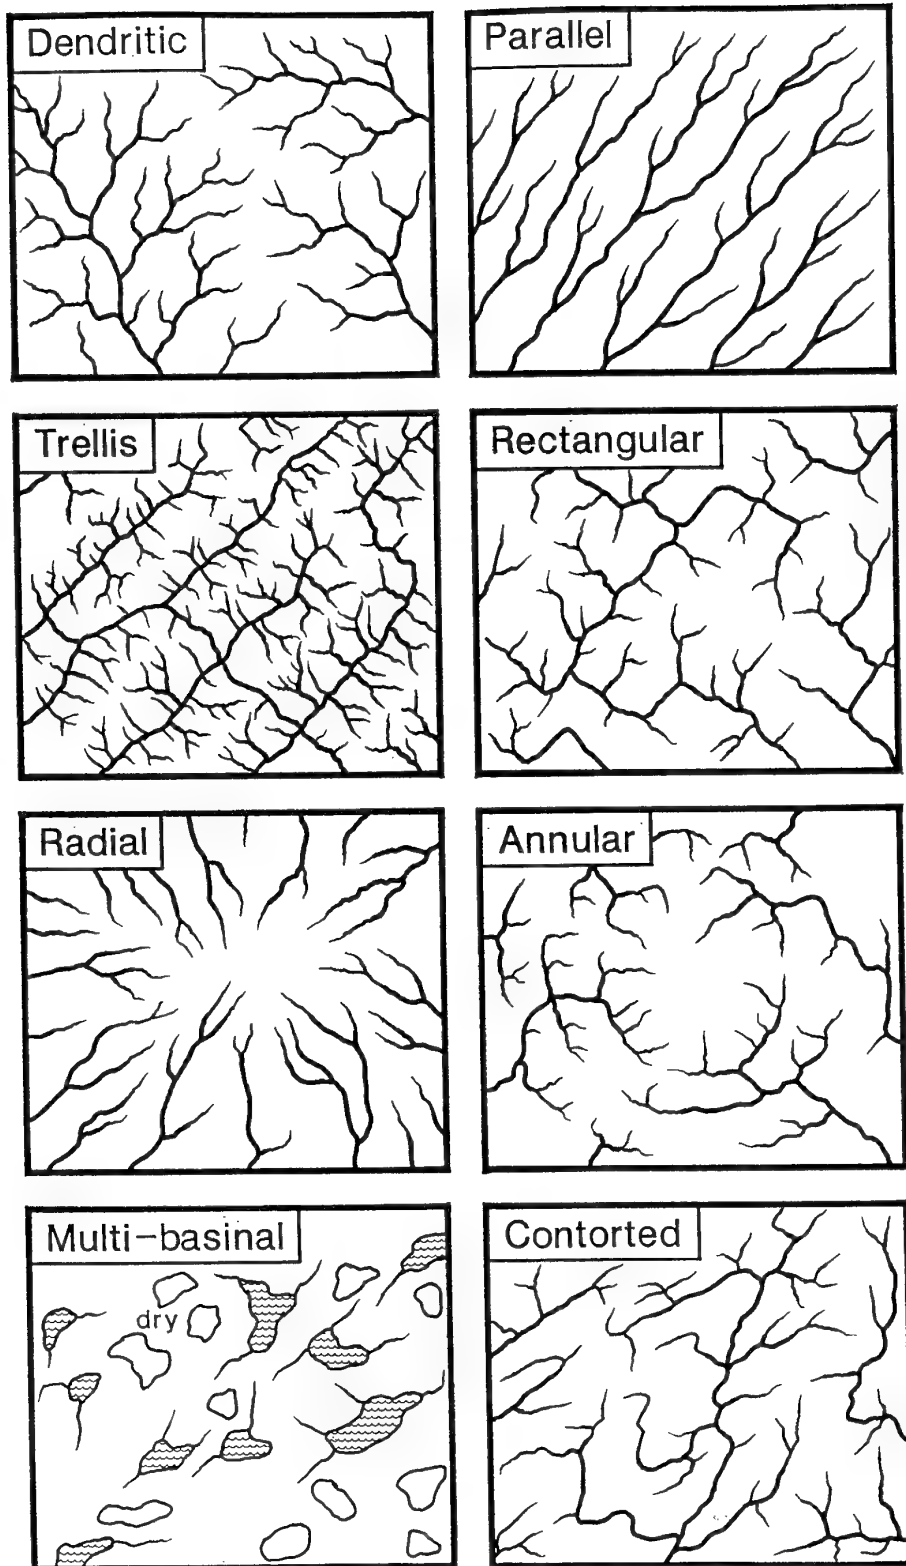 Dendritic
Parallel
Trellis
Rectangular
Radial
Annular
Multi-basinal
dry
Contorted